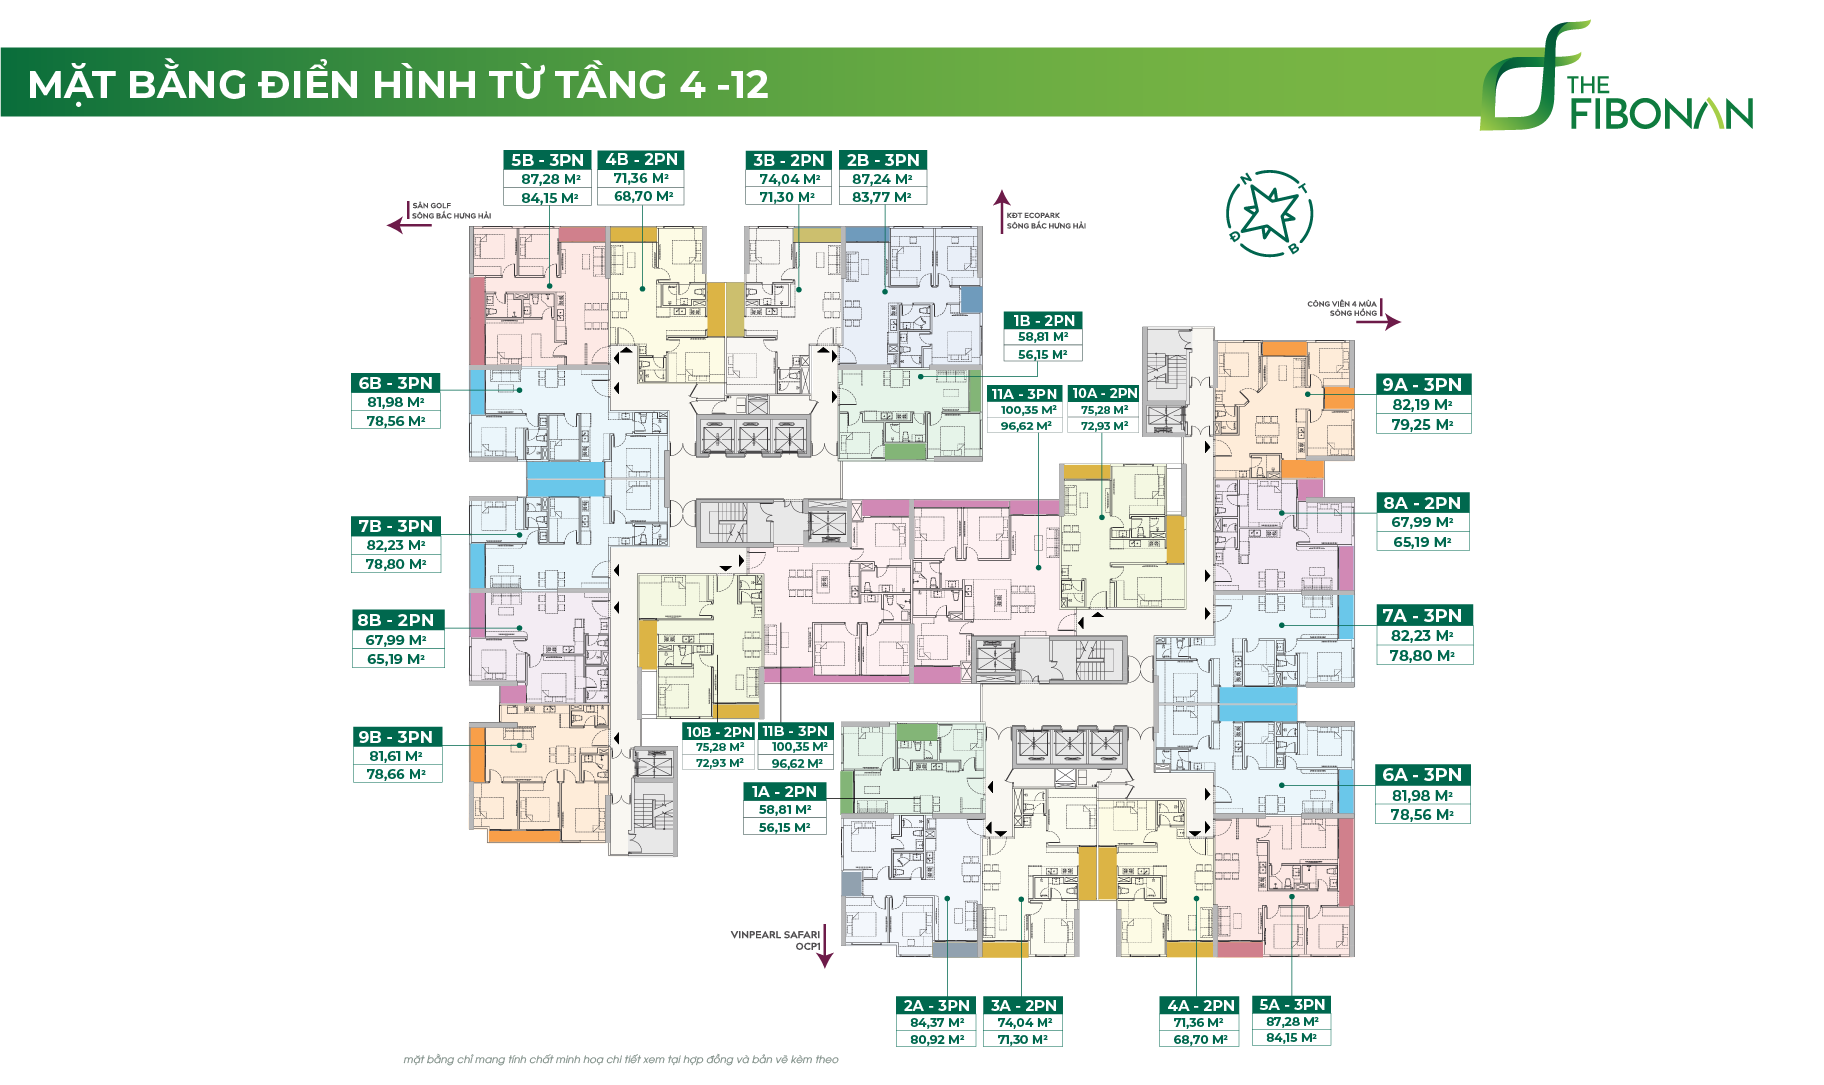 MẶT BẰNG ĐIỂN HÌNH TỪ TẦNG 4 -12
THE
FIBONAN
5B - 3PN
87,28 M²
84,15 M²
4B - 2PN
71,36 M²
68,70 M²
3B - 2PN
74,04 M²
71,30 M²
2B - 3PN
87,24 M²
83,77 M²
SÂN GOLF
SÔNG BẮC HƯNG HẢI
KĐT ECOPARK
SÔNG BẮC HƯNG HẢI
N
T
Đ
B
CÔNG VIÊN 4 MÙA
SÔNG HỒNG
1B - 2PN
58,81 M²
56,15 M²
6B - 3PN
81,98 M²
78,56 M²
11A - 3PN
100,35 M²
96,62 M²
10A - 2PN
75,28 M²
72,93 M²
9A - 3PN
82,19 M²
79,25 M²
7B - 3PN
82,23 M²
78,80 M²
8A - 2PN
67,99 M²
65,19 M²
8B - 2PN
67,99 M²
65,19 M²
7A - 3PN
82,23 M²
78,80 M²
9B - 3PN
81,61 M²
78,66 M²
10B - 2PN
75,28 M²
72,93 M²
11B - 3PN
100,35 M²
96,62 M²
1A - 2PN
58,81 M²
56,15 M²
6A - 3PN
81,98 M²
78,56 M²
VINPEARL SAFARI
OCP1
2A - 3PN
84,37 M²
80,92 M²
3A - 2PN
74,04 M²
71,30 M²
4A - 2PN
71,36 M²
68,70 M²
5A - 3PN
87,28 M²
84,15 M²
mặt bằng chỉ mang tính chất minh hoạ chi tiết xem tại hợp đồng và bản vẽ kèm theo